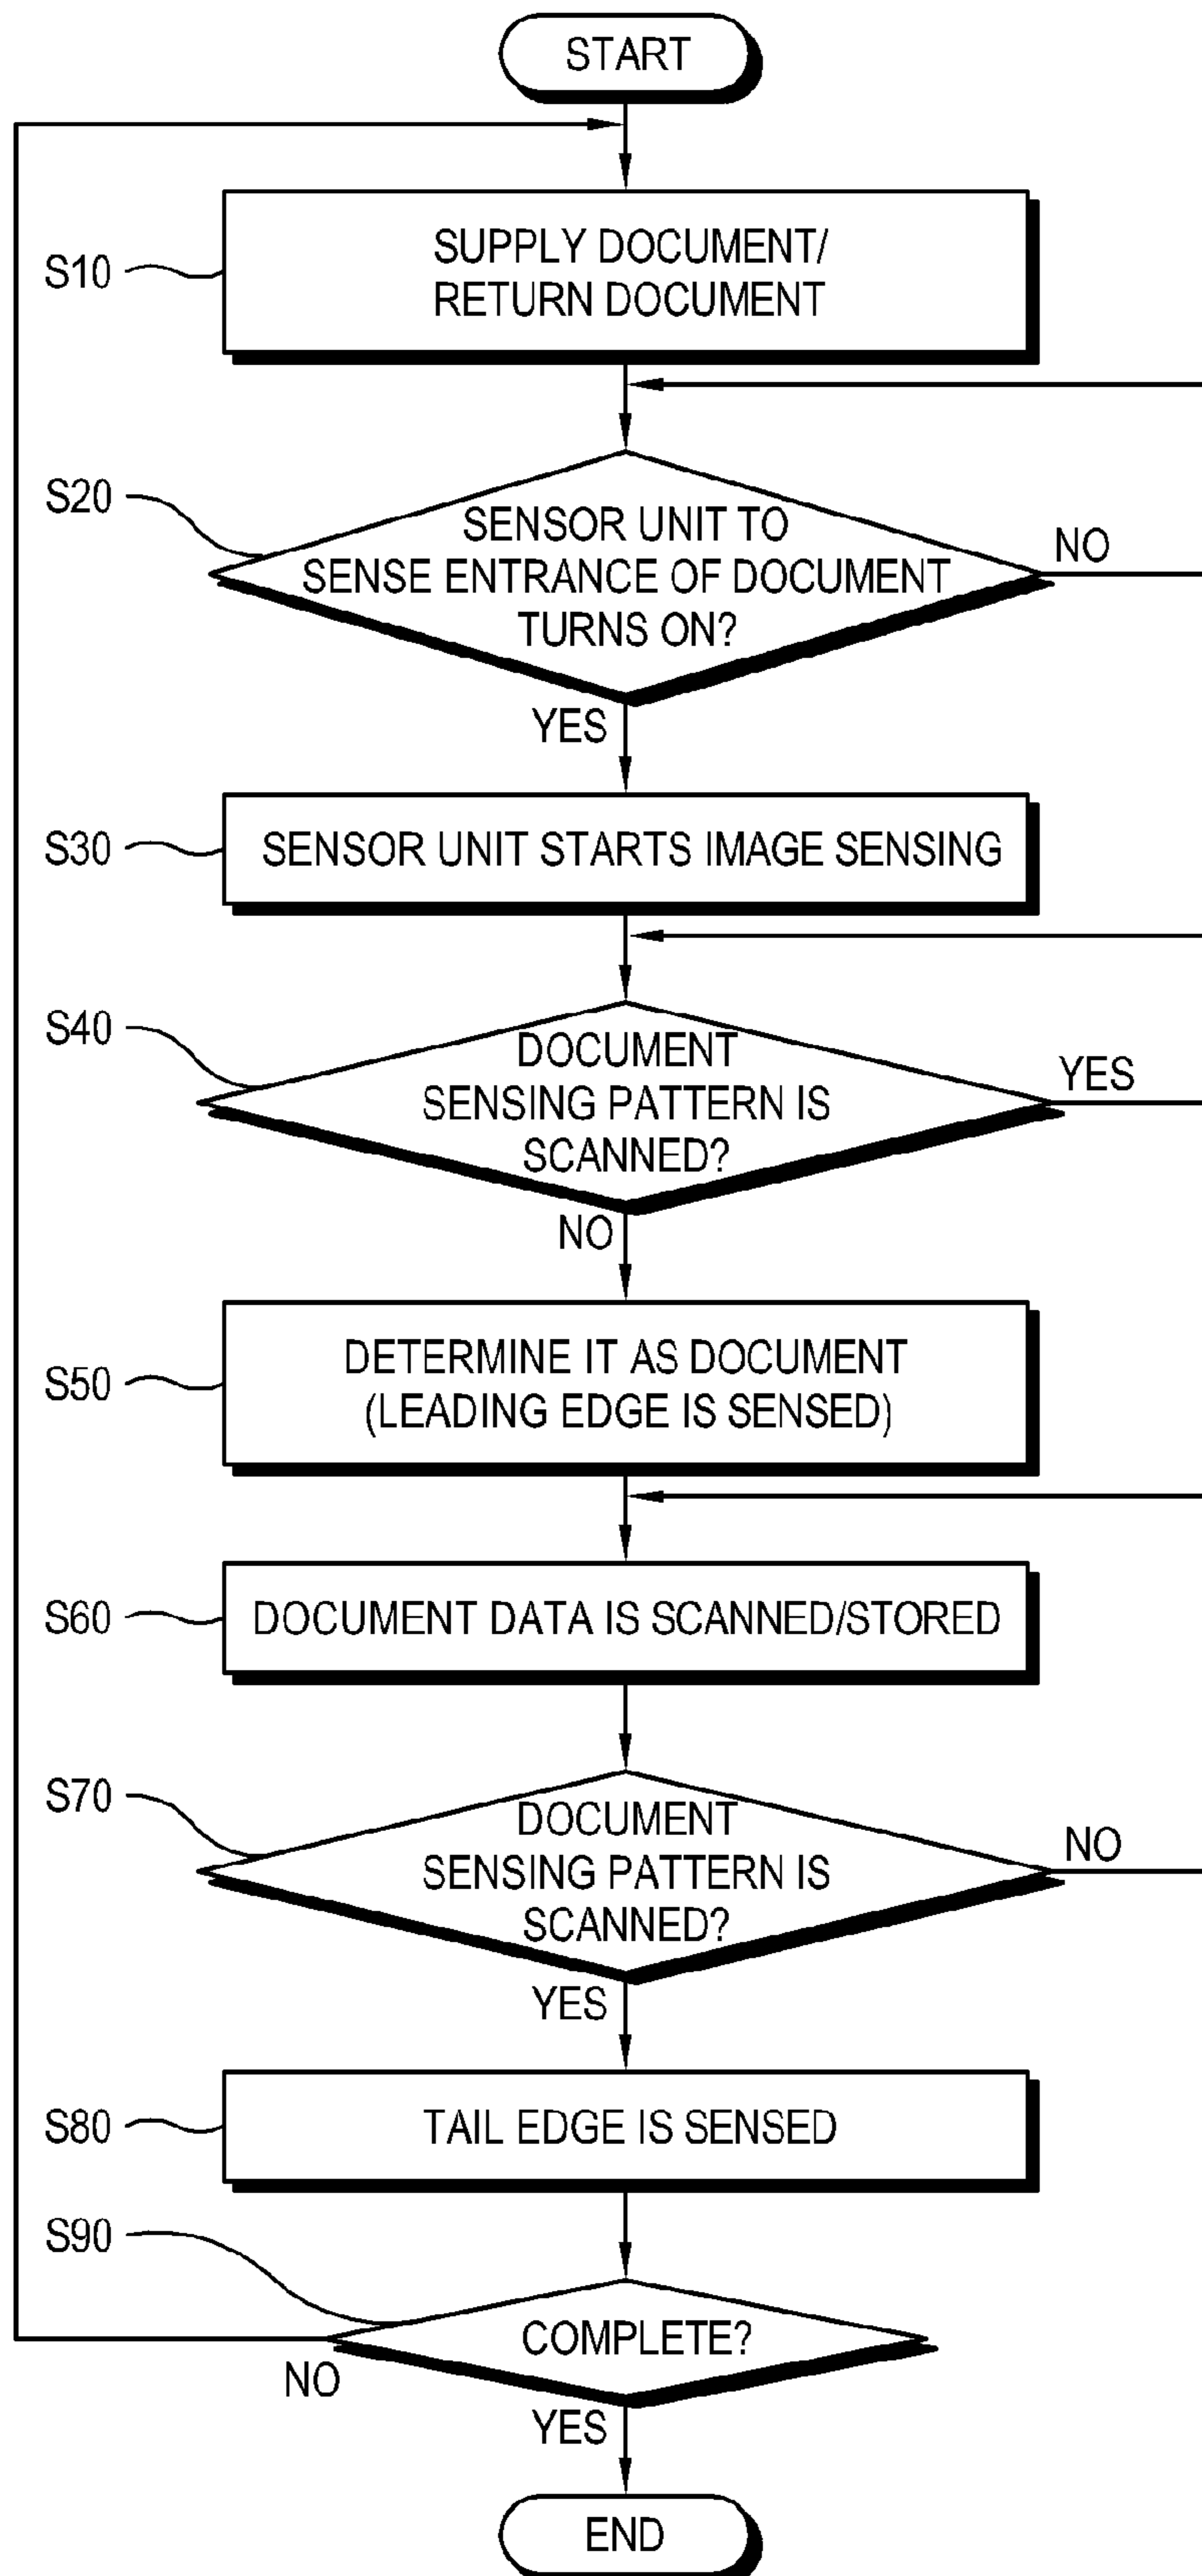 START
S10
SUPPLY DOCUMENT/
RETURN DOCUMENT
S20
SENSOR UNIT TO
SENSE ENTRANCE OF DOCUMENT
TURNS ON?
NO
YES
S30
SENSOR UNIT STARTS IMAGE SENSING
S40
DOCUMENT
SENSING PATTERN IS
SCANNED?
YES
NO
S50
DETERMINE IT AS DOCUMENT
(LEADING EDGE IS SENSED)
S60
DOCUMENT DATA IS SCANNED/STORED
S70
DOCUMENT
SENSING PATTERN IS
SCANNED?
NO
YES
S80
TAIL EDGE IS SENSED
S90
COMPLETE?
NO
YES
END